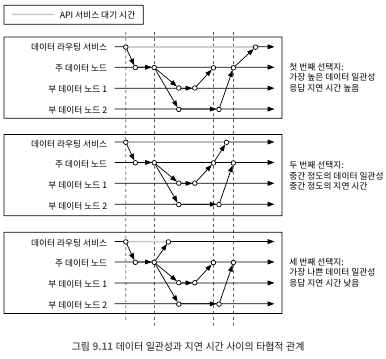 API 서비스 대기 시간
데이터 라우팅 서비스
주 데이터 노드
부 데이터 노드 1
부 데이터 노드 2
첫 번째 선택지:
가장 높은 데이터 일관성
응답 지연 시간 높음
데이터 라우팅 서비스
주 데이터 노드
부 데이터 노드 1
부 데이터 노드 2
두 번째 선택지:
중간 정도의 데이터 일관성
중간 정도의 지연 시간
데이터 라우팅 서비스
주 데이터 노드
부 데이터 노드 1
부 데이터 노드 2
세 번째 선택지:
가장 나쁜 데이터 일관성
응답 지연 시간 낮음
그림 9.11 데이터 일관성과 지연 시간 사이의 타협적 관계